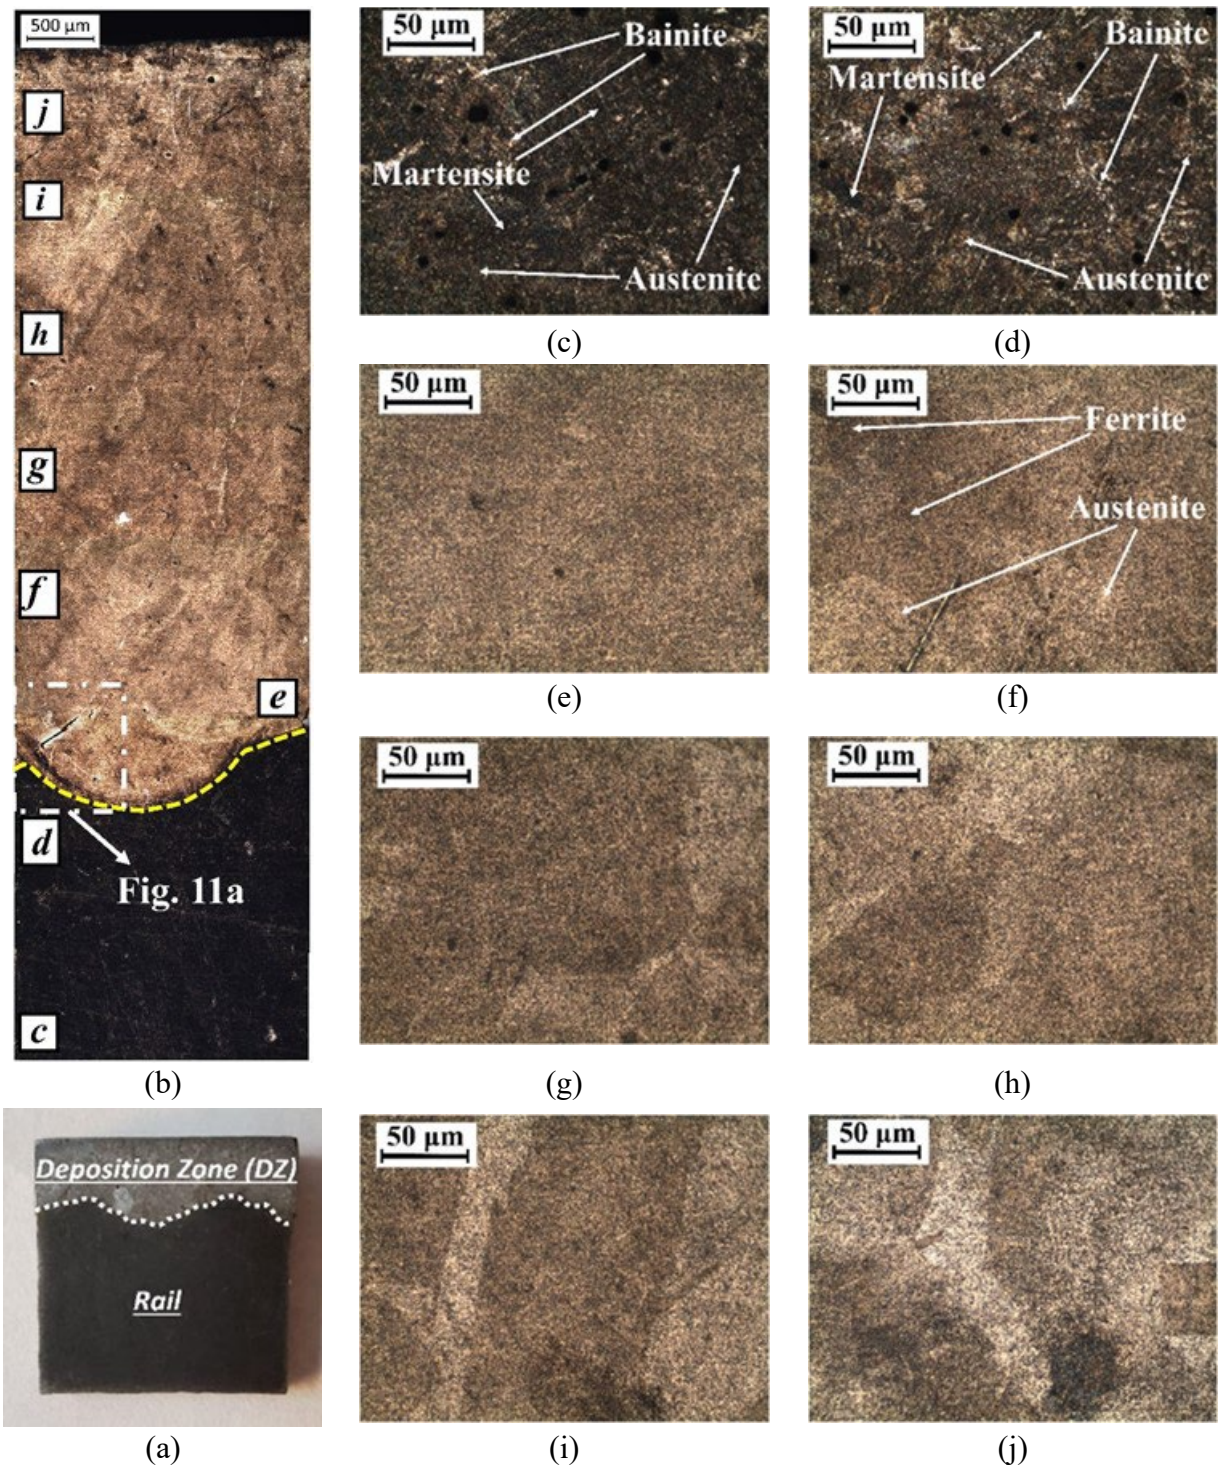 500 μm
j
i
h
g
f
e
d
Fig. 11a
c
(b)
Deposition Zone (DZ)
Rail
(a)
50 μm
Bainite
Martensite
Austenite
(c)
50 μm
Bainite
Martensite
Austenite
(d)
50 μm
(e)
50 μm
Ferrite
Austenite
(f)
50 μm
(g)
50 μm
(h)
50 μm
(i)
50 μm
(j)